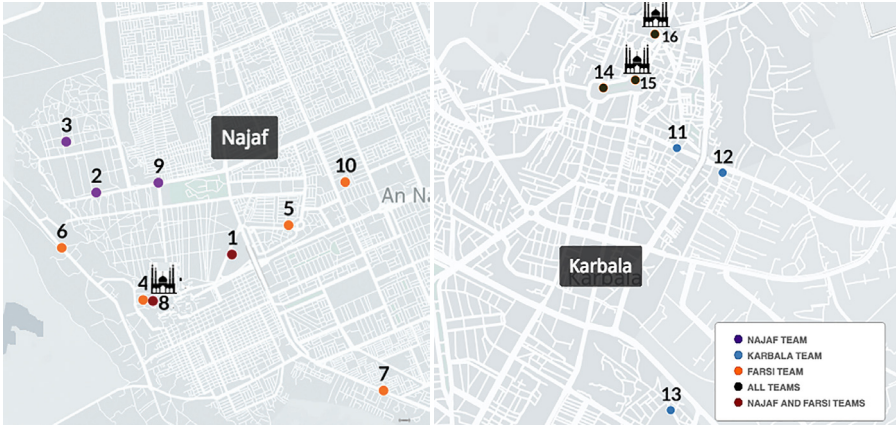 Najaf
3
2
9
10
An Na
5
6
1
4
8
7
16
15
14
11
12
Karbala
Karbala
13
NAJAF TEAM
KARBALA TEAM
FARSI TEAM
ALL TEAMS
NAJAF AND FARSI TEAMS